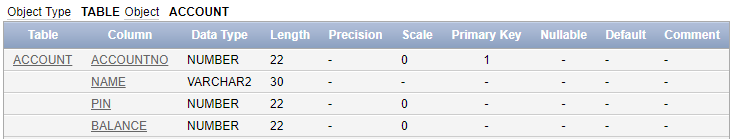 Object Type TABLE Object ACCOUNT
Table Column Data Type Length Precision Scale Primary Key Nullable Default Comment
ACCOUNT ACCOUNTNO NUMBER 22 - 0 1 - - -
NAME VARCHAR2 30 - - - - - -
PIN NUMBER 22 - 0 - - - -
BALANCE NUMBER 22 - 0 - - - -